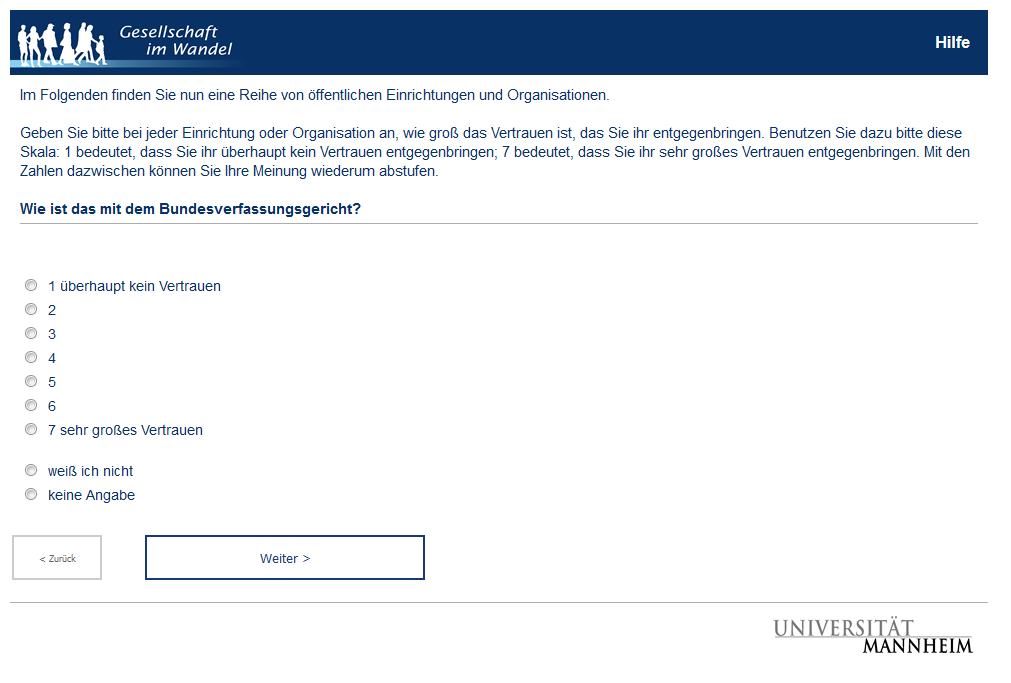 Gesellschaft
im Wandel
Hilfe
Im Folgenden finden Sie nun eine Reihe von öffentlichen Einrichtungen und Organisationen.
Geben Sie bitte bei jeder Einrichtung oder Organisation an, wie groß das Vertrauen ist, das Sie ihr entgegenbringen. Benutzen Sie dazu bitte diese
Skala: 1 bedeutet, dass Sie ihr überhaupt kein Vertrauen entgegenbringen; 7 bedeutet, dass Sie ihr sehr großes Vertrauen entgegenbringen. Mit den
Zahlen dazwischen können Sie Ihre Meinung wiederum abstufen.
Wie ist das mit dem Bundesverfassungsgericht?
1 überhaupt kein Vertrauen
2
3
4
5
6
7 sehr großes Vertrauen
weiß ich nicht
keine Angabe
< Zurück
Weiter >
UNIVERSITÄT
MANNHEIM